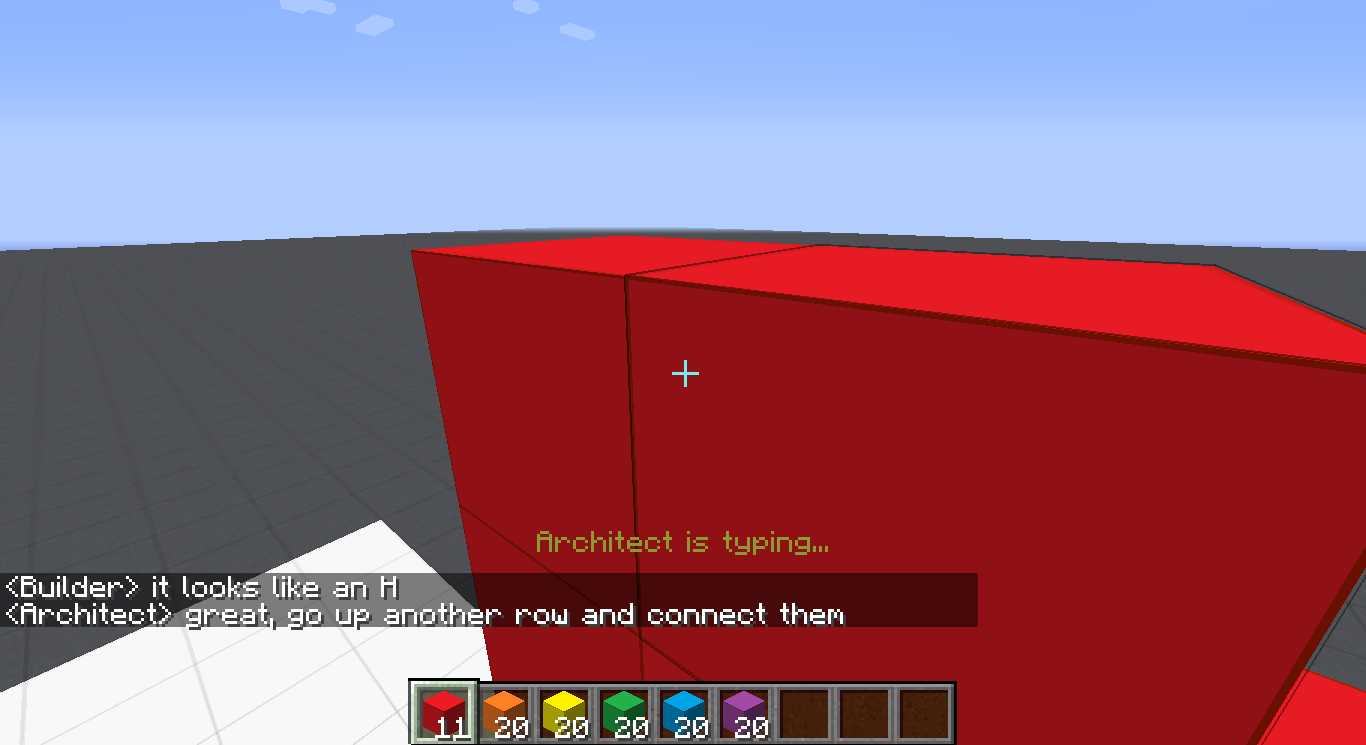 Architect is typing...
<Builder> it looks like an H
<Architect> great, go up another row and connect them
11 20 20 20 20 20